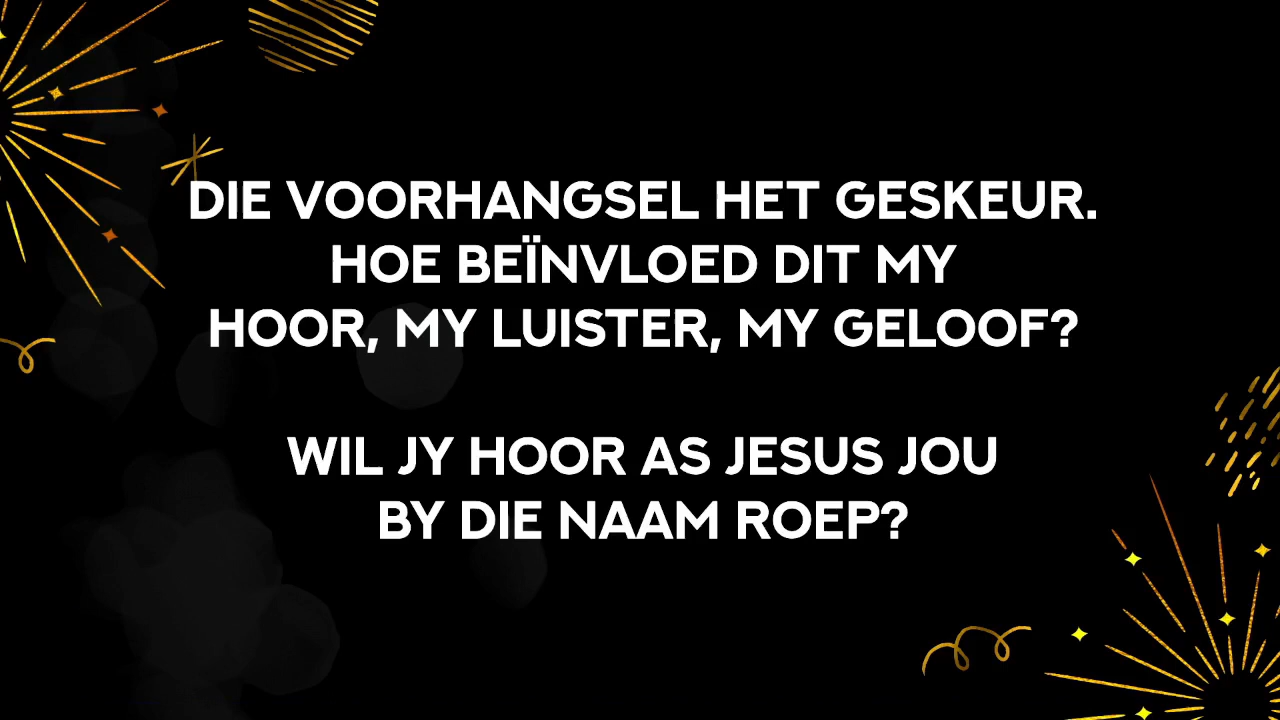 DIE VOORHANGSEL HET GESKEUR.
HOE BEÏNVLOED DIT MY
HOOR, MY LUISTER, MY GELOOF?
WIL JY HOOR AS JESUS JOU
BY DIE NAAM ROEP?